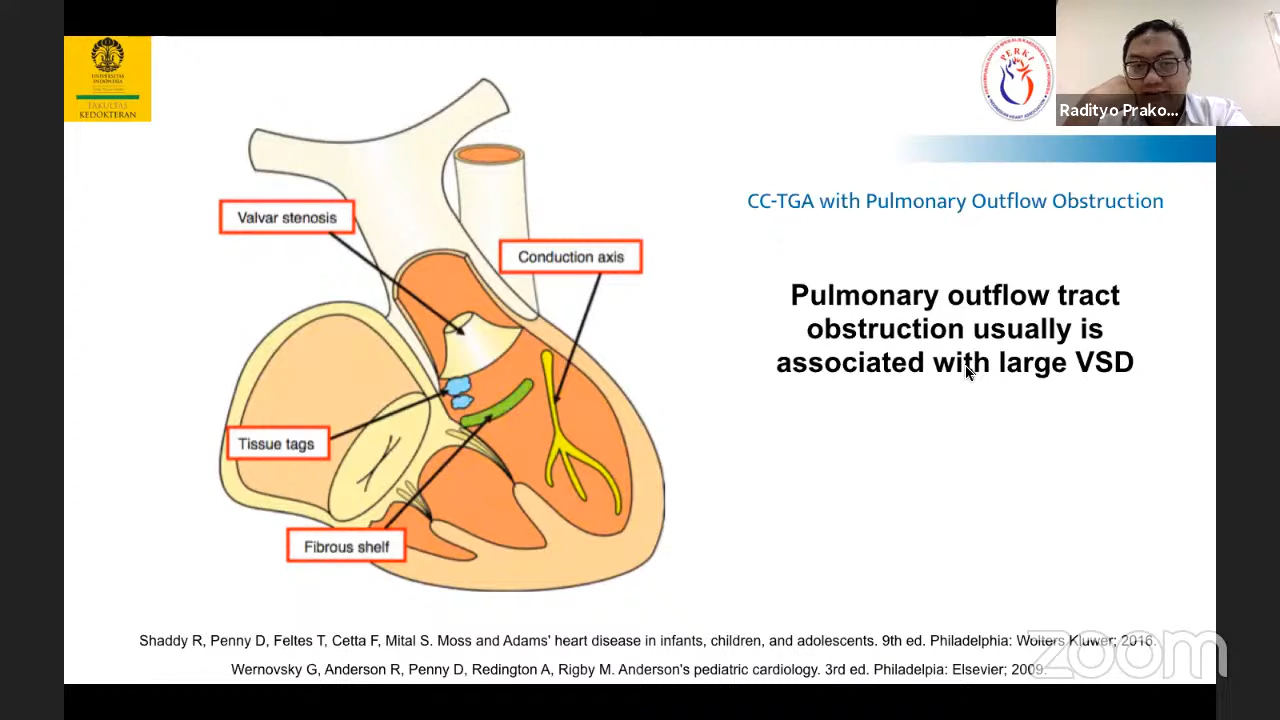 UNIVERSITAS
INDONESIA
FAKULTAS
KEDOKTERAN
PERKI
Radityo Prako...
CC-TGA with Pulmonary Outflow Obstruction
Valvar stenosis
Conduction axis
Pulmonary outflow tract
obstruction usually is
associated with large VSD
Tissue tags
Fibrous shelf
Shaddy R, Penny D, Feltes T, Cetta F, Mital S. Moss and Adams' heart disease in infants, children, and adolescents. 9th ed. Philadelphia: Wolters Kluwer; 2016.
Wernovsky G, Anderson R, Penny D, Redington A, Rigby M. Anderson's pediatric cardiology. 3rd ed. Philadelpia: Elsevier; 2009.
zoom